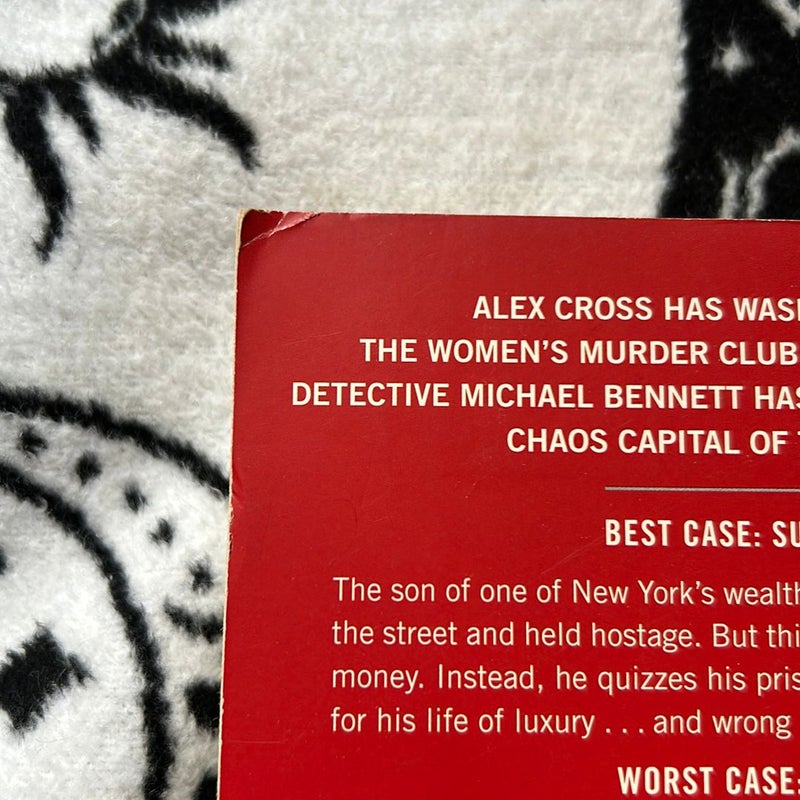 ALEX CROSS HAS WASH
THE WOMEN'S MURDER CLUB
DETECTIVE MICHAEL BENNETT HAS
CHAOS CAPITAL OF T
BEST CASE: SU
The son of one of New York's wealth
the street and held hostage. But thi
money. Instead, he quizzes his pris
for his life of luxury . . . and wrong
WORST CASE: